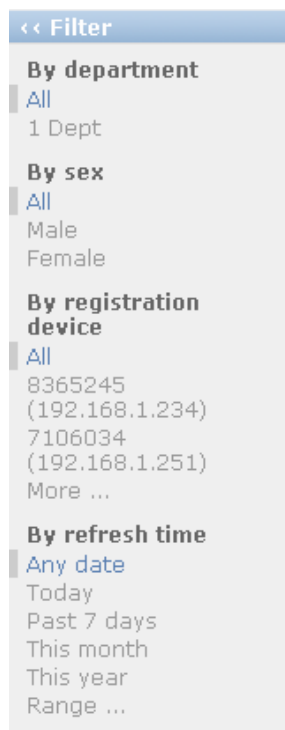 ‹‹ Filter
By department
All
1 Dept
By sex
All
Male
Female
By registration
device
All
8365245
(192.168.1.234)
7106034
(192.168.1.251)
More ...
By refresh time
Any date
Today
Past 7 days
This month
This year
Range ...